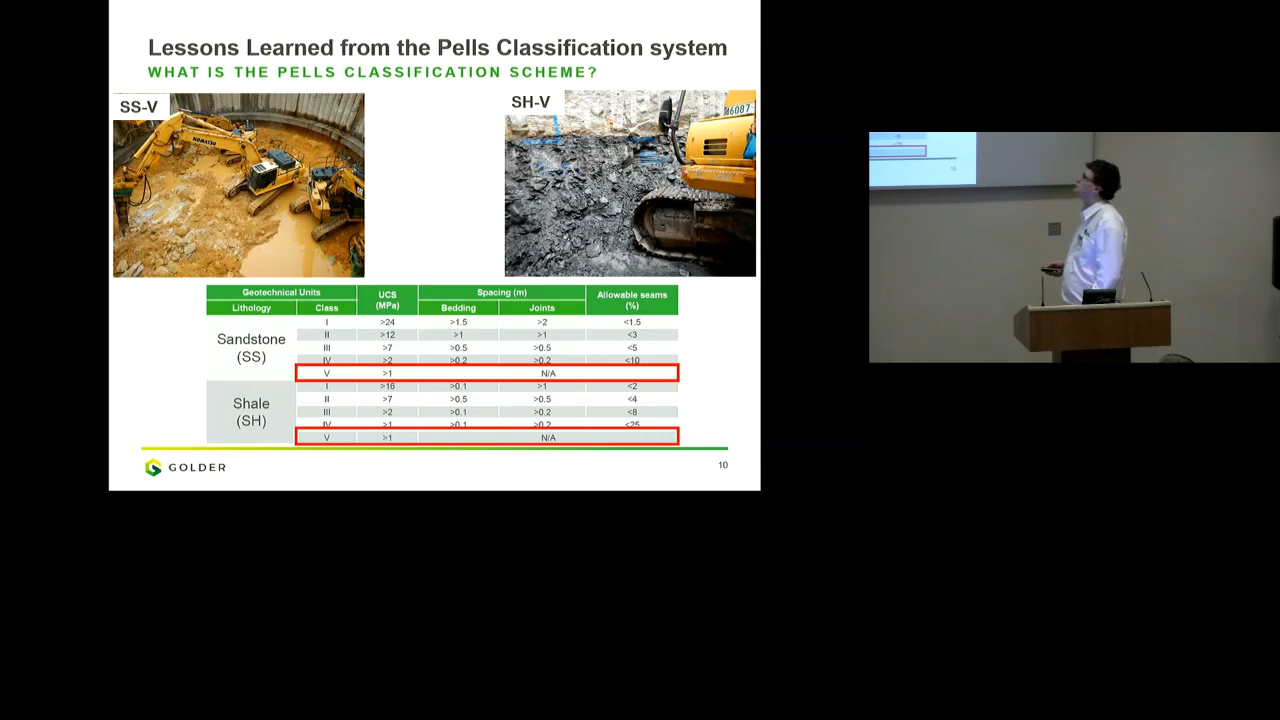 Lessons Learned from the Pells Classification system
WHAT IS THE PELLS CLASSIFICATION SCHEME?
SS-V
SH-V
KOMATSU
46087
Geotechnical Units UCS (MPa) Spacing (m) Allowable seams (%)
Lithology Class Bedding Joints
Sandstone (SS)
I >24 >1.5 >2 <1.5
II >12 >1 >1 <3
III >7 >0.5 >0.5 <5
IV >2 >0.2 >0.2 <10
V >1 N/A
Shale (SH)
I >16 >0.1 >1 <2
II >7 >0.5 >0.5 <4
III >2 >0.1 >0.2 <8
IV >1 >0.1 >0.2 <25
V >1 N/A
GOLDER
10
10